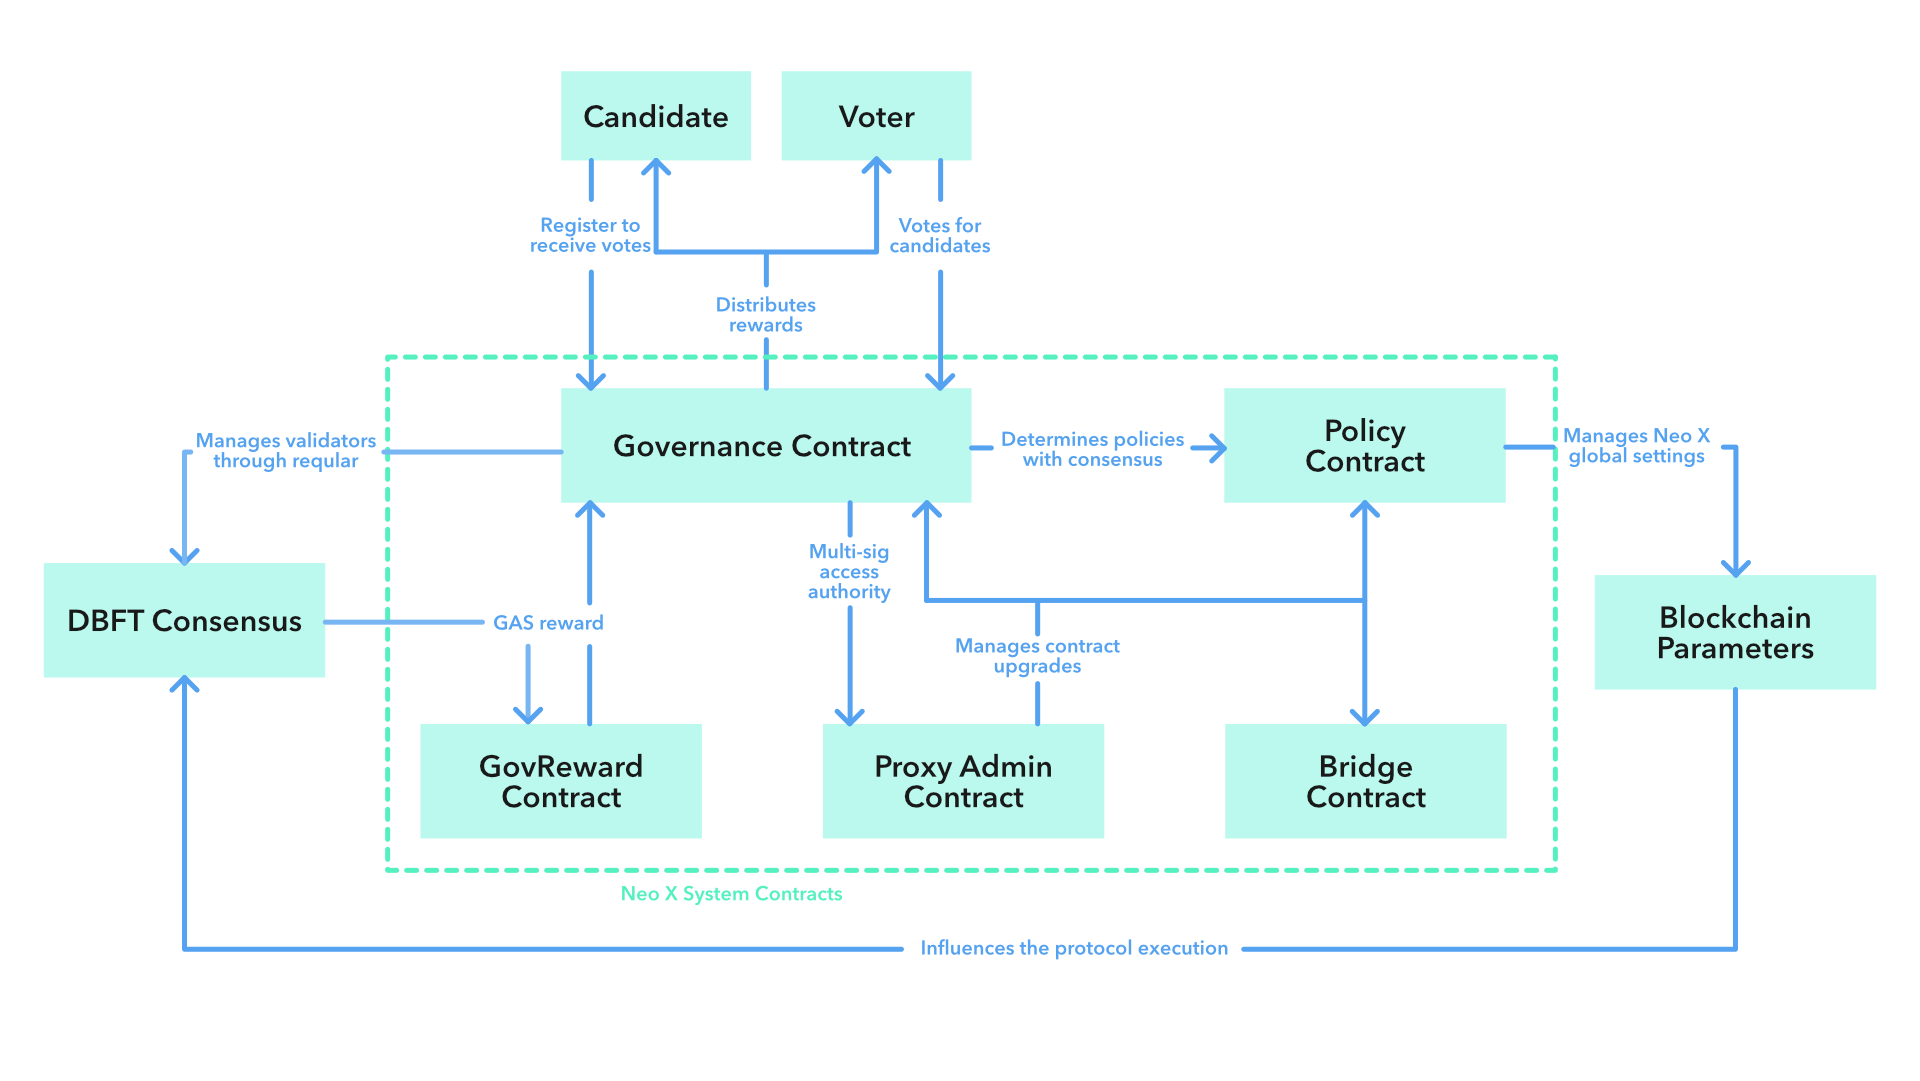 Candidate
Voter
Register to
receive votes
Votes for
candidates
Distributes
rewards
Governance Contract
Policy
Contract
Manages validators
through reqular
Determines policies
with consensus
Manages Neo X
global settings
Multi-sig
access
authority
DBFT Consensus
GAS reward
Manages contract
upgrades
Blockchain
Parameters
GovReward
Contract
Proxy Admin
Contract
Bridge
Contract
Neo X System Contracts
Influences the protocol execution